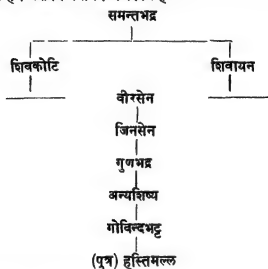 समन्तभद्र
शिवकोटि शिवायन
वीरसेन
जिनसेन
गुणभद्र
अन्यशिष्य
गोविन्दभट्ट
(पुत्र) हस्तिमल्ल